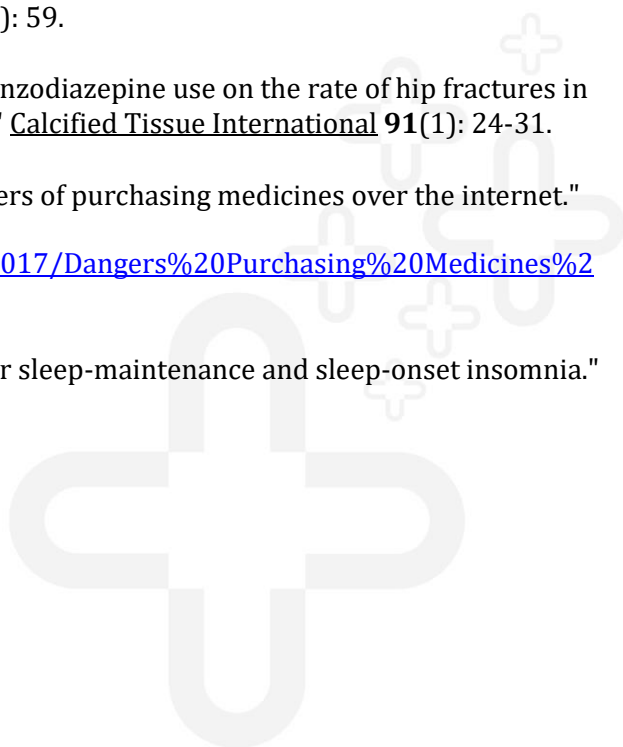 ): 59.
nzodiazepine use on the rate of hip fractures in
" Calcified Tissue International 91(1): 24-31.
ers of purchasing medicines over the internet."
017/Dangers%20Purchasing%20Medicines%2
r sleep-maintenance and sleep-onset insomnia."